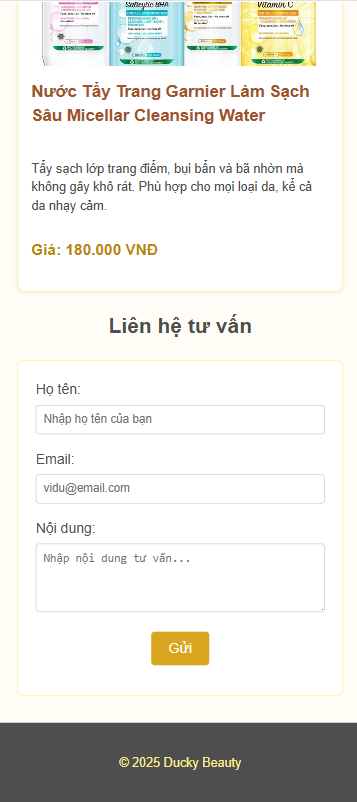 Salicylic BHA
Vitamin C
Nước Tẩy Trang Garnier Làm Sạch
Sâu Micellar Cleansing Water
Tẩy sạch lớp trang điểm, bụi bẩn và bã nhờn mà
không gây khô rát. Phù hợp cho mọi loại da, kể cả
da nhạy cảm.
Giá: 180.000 VNĐ
Liên hệ tư vấn
Họ tên:
Nhập họ tên của bạn
Email:
vidu@email.com
Nội dung:
Nhập nội dung tư vấn...
Gửi
© 2025 Ducky Beauty